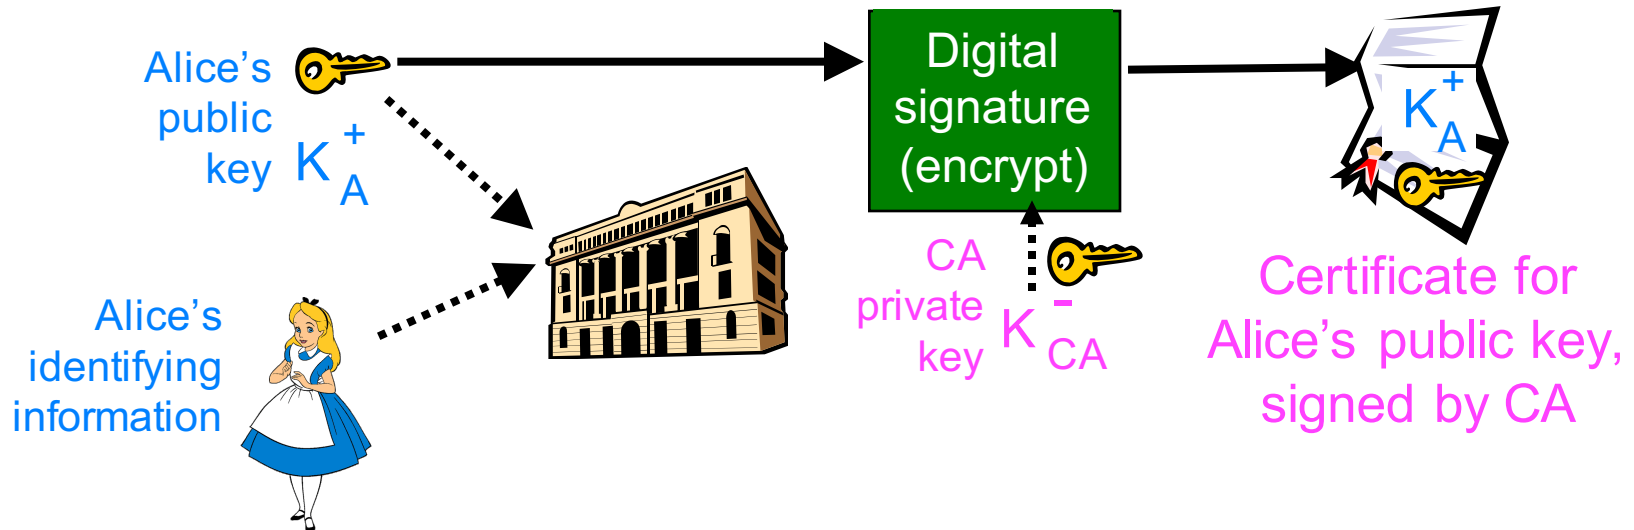 Alice’s
public
key
K
+
A
Alice’s
identifying
information
Digital
signature
(encrypt)
CA
private
key
K
-
CA
K
+
A
Certificate for
Alice’s public key,
signed by CA